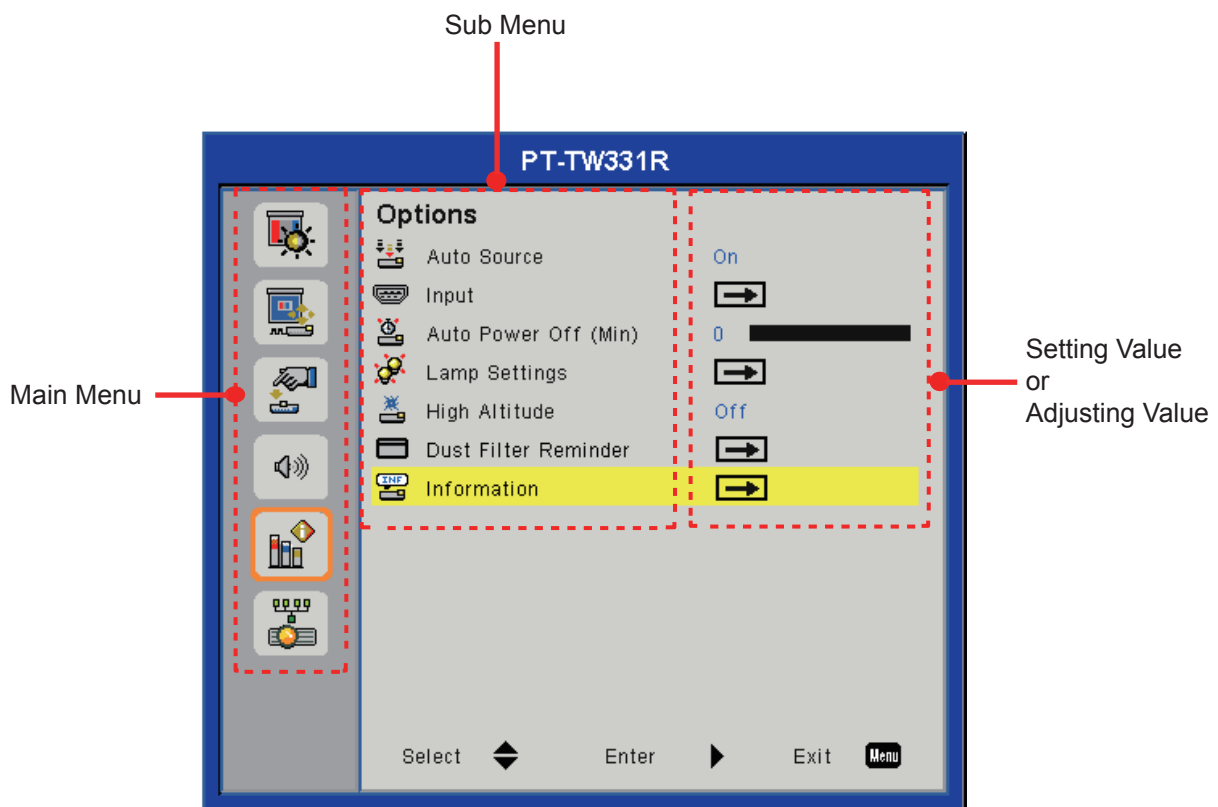 Sub Menu
PT-TW331R
Options
Auto Source On
Input
Auto Power Off (Min) 0
Lamp Settings
High Altitude Off
Dust Filter Reminder
INF Information
Select Enter Exit Menu
Main Menu
Setting Value
or
Adjusting Value